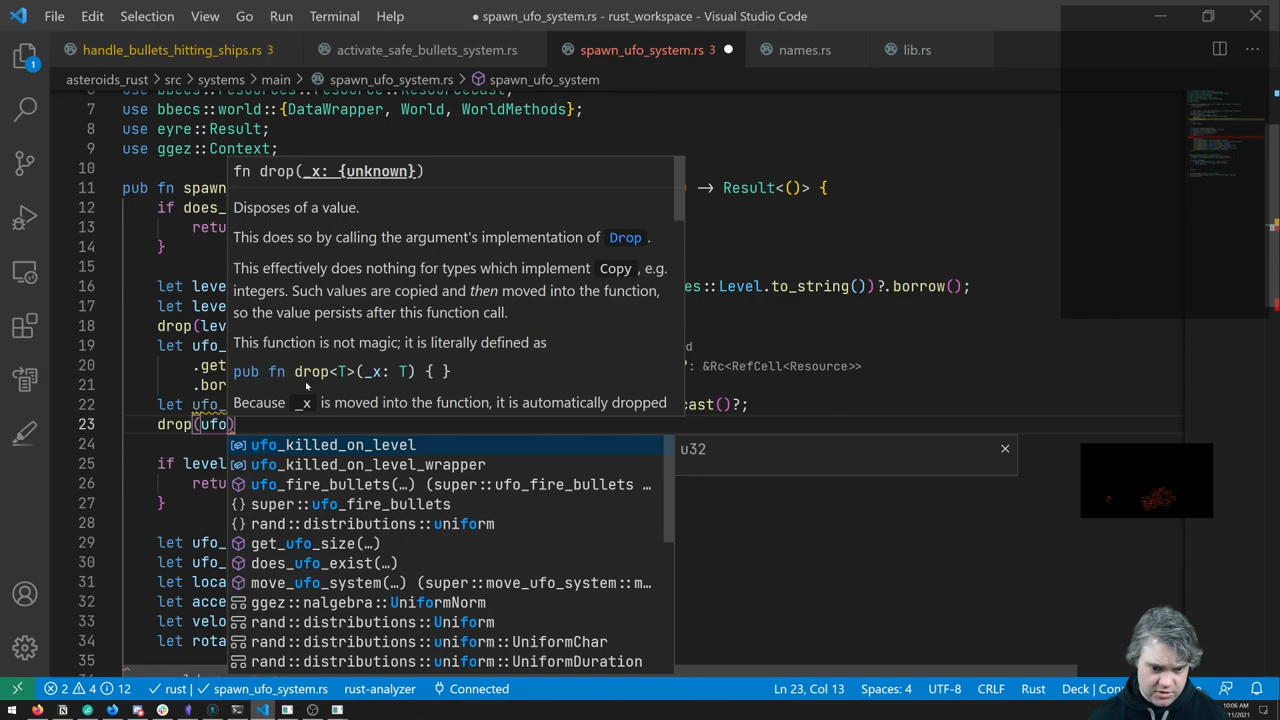 File Edit Selection View Go Run Terminal Help
● spawn_ufo_system.rs - rust_workspace - Visual Studio Code
handle_bullets_hitting_ships.rs 3 activate_safe_bullets_system.rs spawn_ufo_system.rs 3 names.rs lib.rs
asteroids_rust > src > systems > main > spawn_ufo_system.rs > spawn_ufo_system
7 use bbecs::world::{DataWrapper, World, WorldMethods};
8 use eyre::Result;
9 use ggez::Context;
10
11 pub fn spawn -> Result<()> {
12 if does_
13 retu
14 }
15
16 let leve es::Level.to_string())?.borrow();
17 let leve
18 drop(lev
19 let ufo_
20 .get ?: &Rc<RefCell<Resource>>
21 .bor
22 let ufo_ cast()?;
23 drop(ufo)
24
25 if level
26 retu
27 }
28
29 let ufo_
30 let ufo_
31 let loca
32 let acce
33 let velo
34 let rota
35
fn drop(_x: {unknown})
Disposes of a value.
This does so by calling the argument's implementation of Drop .
This effectively does nothing for types which implement Copy , e.g.
integers. Such values are copied and then moved into the function,
so the value persists after this function call.
This function is not magic; it is literally defined as
pub fn drop<T>(_x: T) { }
Because _x is moved into the function, it is automatically dropped
ufo_killed_on_level
u32
ufo_killed_on_level_wrapper
ufo_fire_bullets(…) (super::ufo_fire_bullets …
super::ufo_fire_bullets
rand::distributions::uniform
get_ufo_size(…)
does_ufo_exist(…)
move_ufo_system(…) (super::move_ufo_system::m…
ggez::nalgebra::UniformNorm
rand::distributions::Uniform
rand::distributions::uniform::UniformChar
rand::distributions::uniform::UniformDuration
2 4 12 rust spawn_ufo_system.rs rust-analyzer Connected Ln 23, Col 13 Spaces: 4 UTF-8 CRLF Rust
10:06 AM